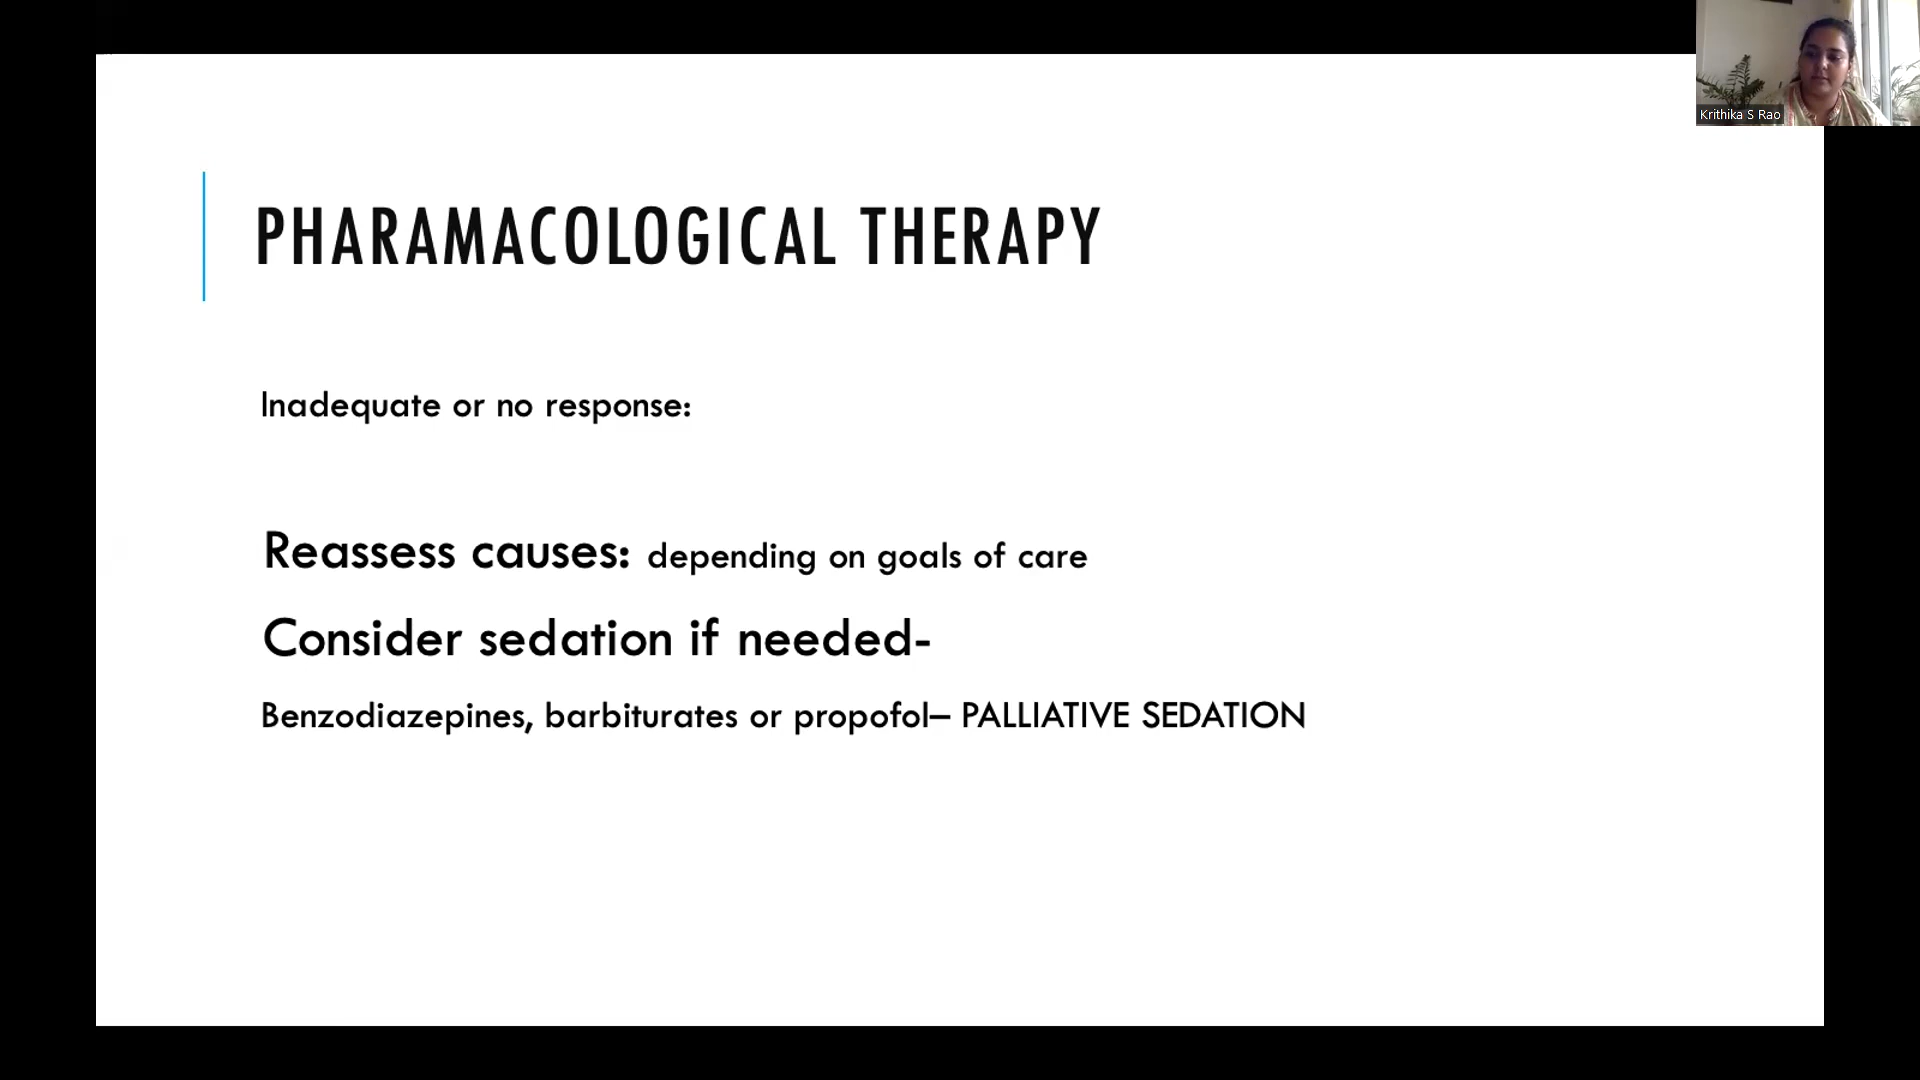 Krithika S Rao
PHARAMACOLOGICAL THERAPY
Inadequate or no response:
Reassess causes: depending on goals of care
Consider sedation if needed-
Benzodiazepines, barbiturates or propofol– PALLIATIVE SEDATION